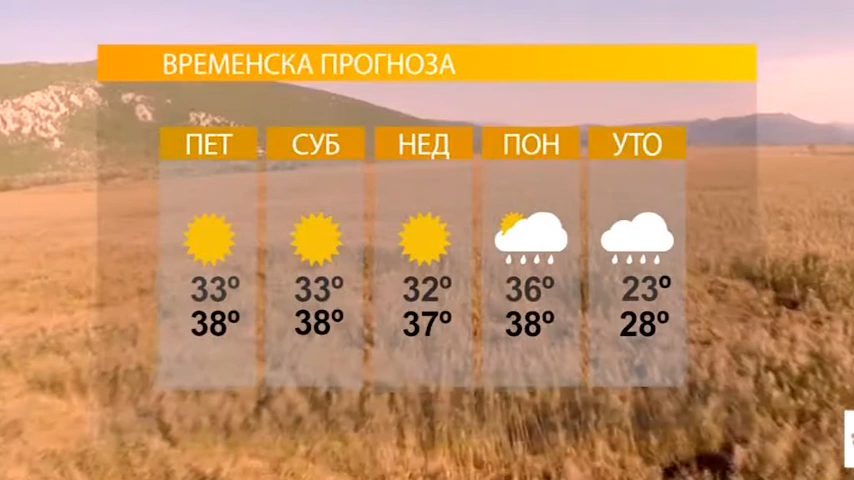 ВРЕМЕНСКА ПРОГНОЗА
ПЕТ СУБ НЕД ПОН УТО
33º 33º 32º 36º 23º
38º 38º 37º 38º 28º